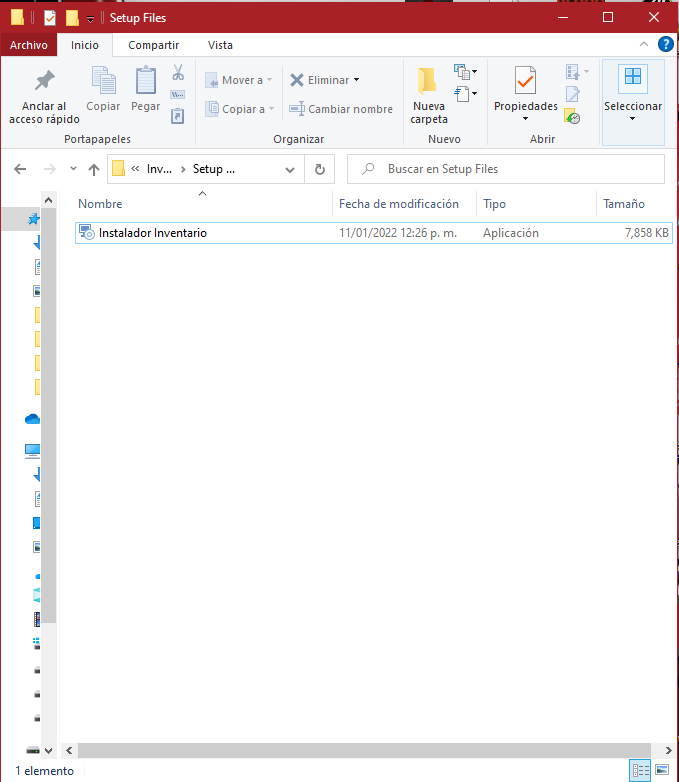 Setup Files
Archivo Inicio Compartir Vista
Anclar al acceso rápido
Copiar
Pegar
Mover a
Copiar a
Eliminar
Cambiar nombre
Nueva carpeta
Propiedades
Seleccionar
Portapapeles Organizar Nuevo Abrir
« Inv... › Setup ... Buscar en Setup Files
Nombre Fecha de modificación Tipo Tamaño
Instalador Inventario 11/01/2022 12:26 p. m. Aplicación 7,858 KB
1 elemento